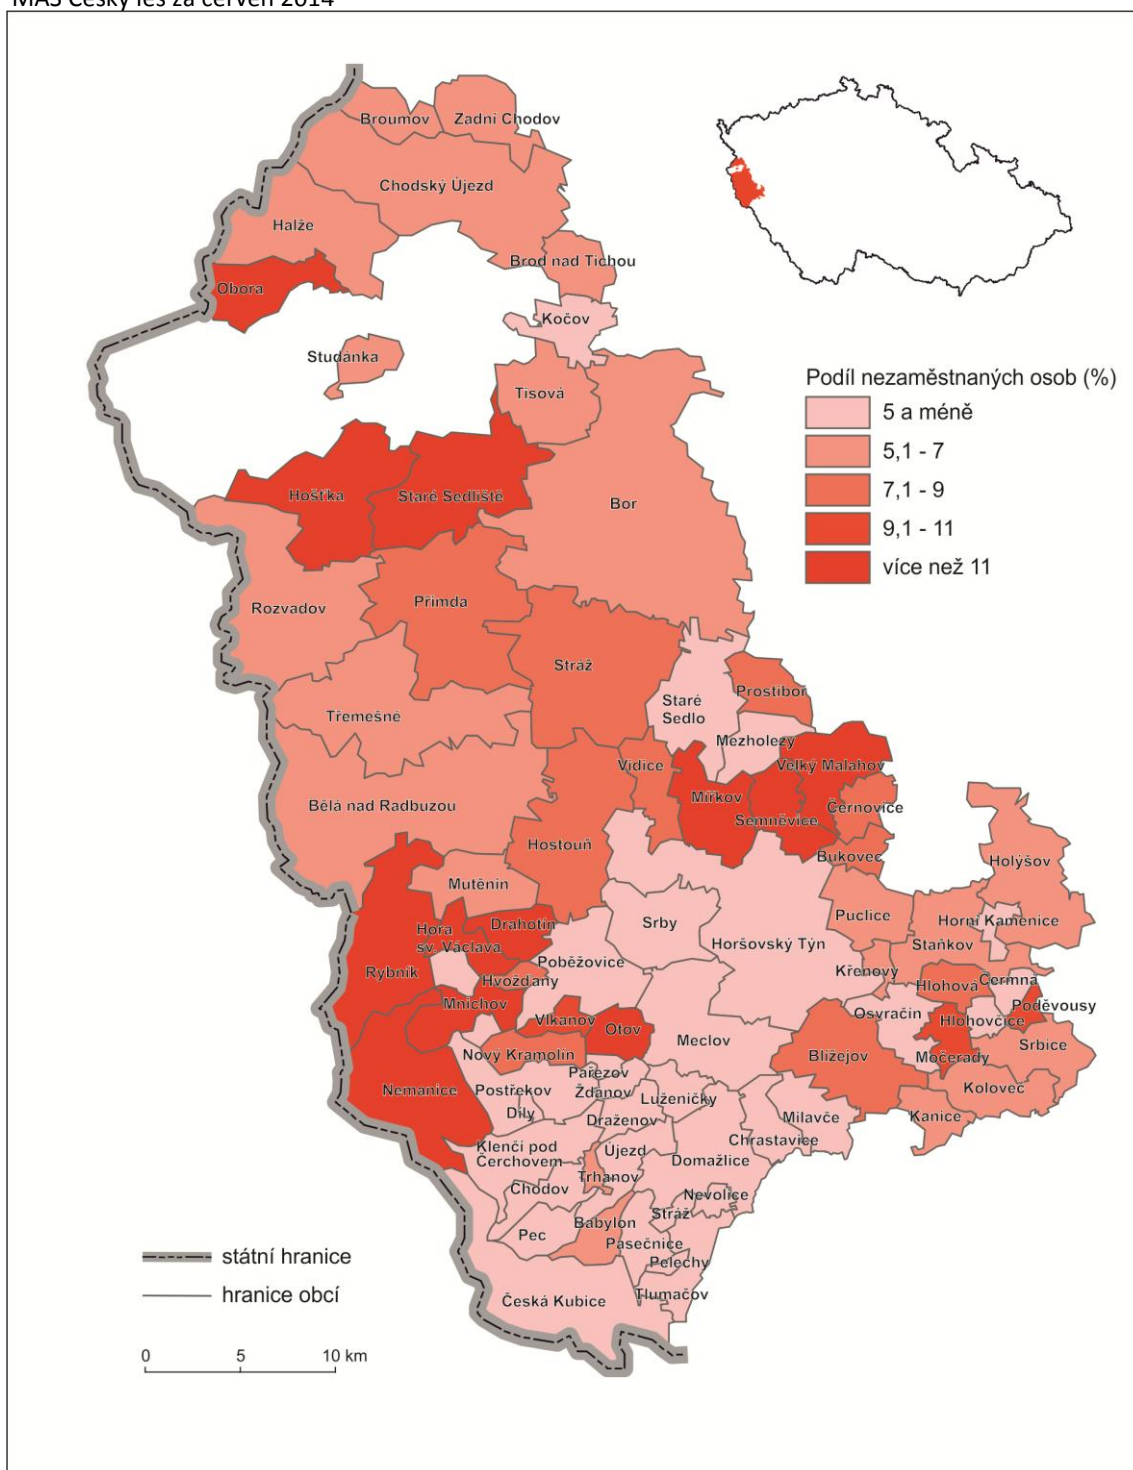 MAS Český les za červen 2014
Broumov
Zadní Chodov
Chodský Újezd
Halže
Brod nad Tichou
Obora
Kočov
Studánka
Podíl nezaměstnaných osob (%)
5 a méně
5,1 - 7
7,1 - 9
9,1 - 11
více než 11
Tisová
Hošťka
Staré Sedliště
Bor
Rozvadov
Přimda
Stráž
Prostiboř
Staré
Sedlo
Třemešné
Mezholezy
Vidice
Velký Malahov
Mířkov
Bělá nad Radbuzou
Semněvice
Černovice
Hostouň
Bukovec
Holýšov
Mutěnín
Puclice
Horní Kamenice
Drahotín
Srby
Hora
sv. Václava
Horšovský Týn
Staňkov
Poběžovice
Rybník
Hvožďany
Křenovy
Hlohová
Čermná
Mnichov
Poděvousy
Vlkanov
Otov
Osvračín
Hlohovčice
Meclov
Srbice
Nový Kramolín
Blížejov
Močerady
Pařezov
Nemanice
Postřekov
Ždánov
Koloveč
Luženičky
Díly
Draženov
Milavče
Kanice
Chrastavice
Klenčí pod
Čerchovem
Újezd
Domažlice
Trhanov
Chodov
Nevolice
Stráž
Babylon
Pec
Pasečnice
Pelechy
státní hranice
Tlumačov
hranice obcí
Česká Kubice
0 5 10 km